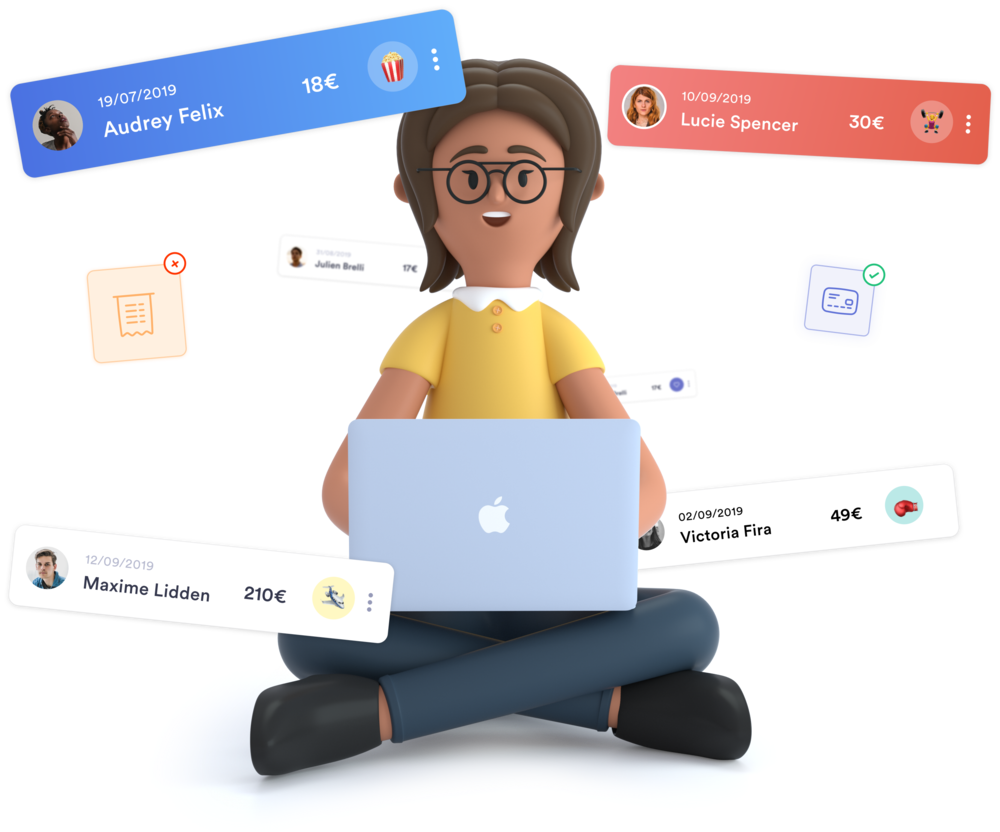 19/07/2019
Audrey Felix
18€
10/09/2019
Lucie Spencer
30€
Julien Brelli
17€
17€
02/09/2019
Victoria Fira
49€
12/09/2019
Maxime Lidden
210€